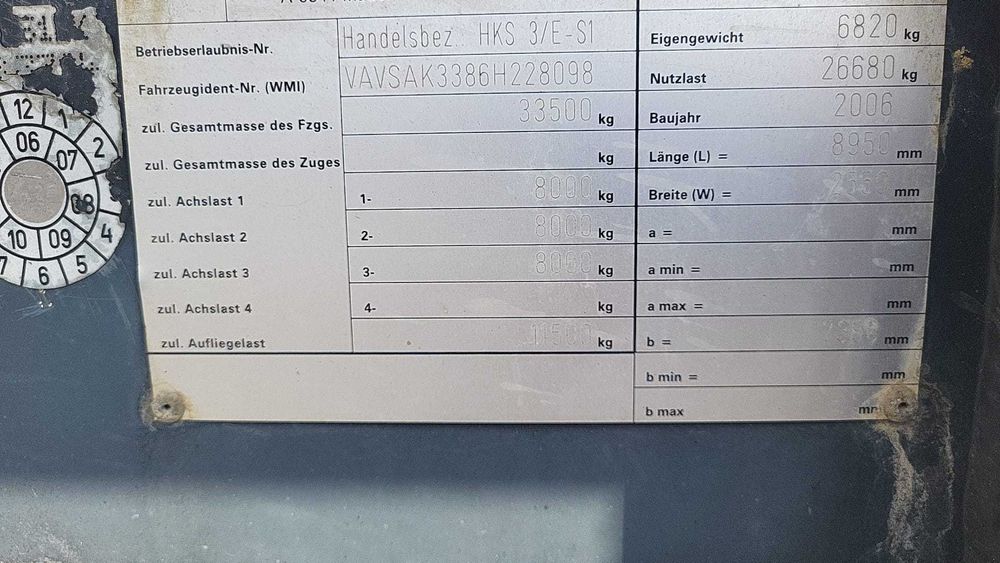 Betriebserlaubnis-Nr. Handelsbez.: HKS 3/E-S1
Fahrzeugident-Nr. (WMI) VAVSAK3386H228098
zul. Gesamtmasse des Fzgs. 33500 kg
zul. Gesamtmasse des Zuges kg
zul. Achslast 1 1- 8000 kg
zul. Achslast 2 2- 8000 kg
zul. Achslast 3 3- 8000 kg
zul. Achslast 4 4- kg
zul. Aufliegelast 11500 kg
Eigengewicht 6820 kg
Nutzlast 26680 kg
Baujahr 2006
Länge (L) = 8950 mm
Breite (W) = mm
a = mm
a min = mm
a max = mm
b = mm
b min = mm
b max mm
12 1 2 4 5 6 7
06 07 08 09 10